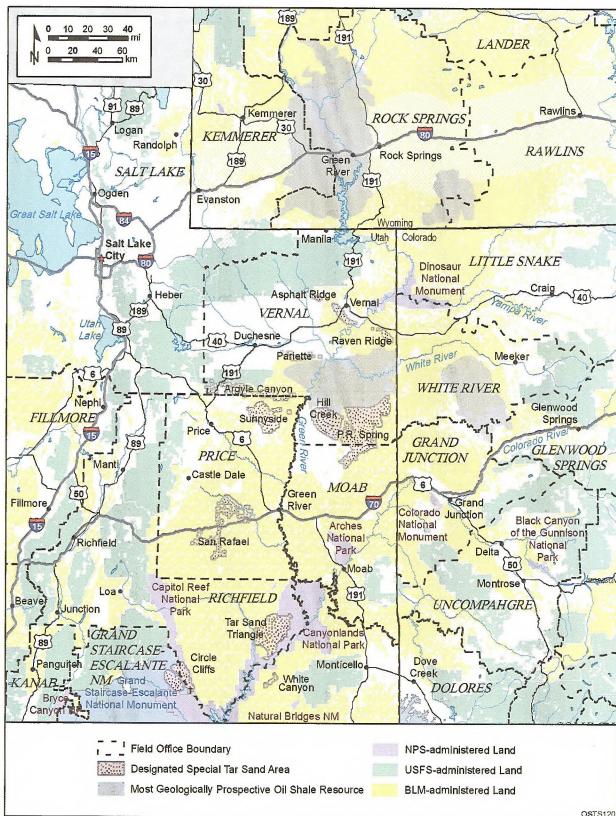 0 10 20 30 40
mi
0 20 40 60
km
N
189
191
LANDER
30
91
89
Logan
Randolph
Kemmerer
KEMMERER
30
ROCK SPRINGS
Rawlins
15
SALT LAKE
189
Green
River
80
Rock Springs
RAWLINS
Ogden
Evanston
191
Great Salt Lake
84
Salt Lake
City
80
Manila
Wyoming
Utah
Colorado
191
LITTLE SNAKE
Dinosaur
National
Monument
Heber
189
Asphalt Ridge
Vernal
Craig
40
VERNAL
Yampa River
Utah
Lake
89
Duchesne
40
Raven Ridge
Pariette
White River
Meeker
6
191
Argyle Canyon
WHITE RIVER
Nephi
FILLMORE
Hill
Creek
Sunnyside
Glenwood
Springs
15
89
Price
Green River
P.R. Spring
GRAND
JUNCTION
Colorado River
GLENWOOD
SPRINGS
Manti
PRICE
6
Castle Dale
MOAB
50
Green
River
70
6
Grand
Junction
Fillmore
15
San Rafael
Arches
National
Park
Colorado
National
Monument
Black Canyon
of the Gunnison
National
Park
Richfield
Delta
50
Moab
Montrose
Loa
Capitol Reef
National
Park
RICHFIELD
191
UNCOMPAHGRE
Beaver
Junction
Tar Sand
Triangle
Canyonlands
National Park
89
GRAND
STAIRCASE-
ESCALANTE
NM
Panguitch
Circle
Cliffs
Monticello
Dove
Creek
KANAB
Grand
Staircase-Escalante
National Monument
White
Canyon
DOLORES
Bryce
Canyon NP
Natural Bridges NM
Field Office Boundary
NPS-administered Land
Designated Special Tar Sand Area
USFS-administered Land
Most Geologically Prospective Oil Shale Resource
BLM-administered Land